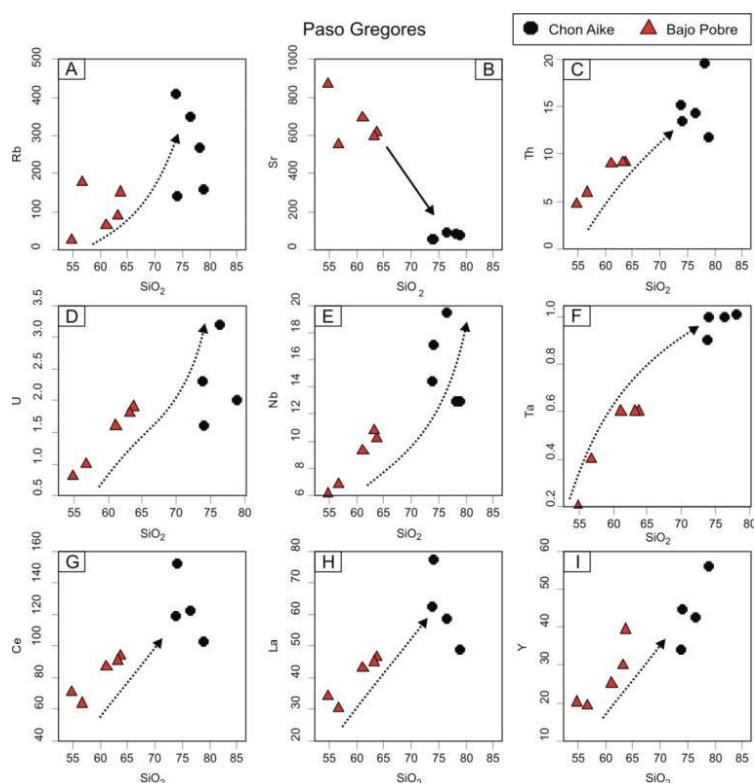 Paso Gregores
Chon Aike
Bajo Pobre
A
Rb
500
400
300
200
100
0
55 60 65 70 75 80 85
SiO2
B
Sr
1000
800
600
400
200
0
55 60 65 70 75 80 85
SiO2
C
Th
20
15
10
5
0
55 60 65 70 75 80 85
SiO2
D
U
3.5
3.0
2.5
2.0
1.5
1.0
0.5
55 60 65 70 75 80 85
SiO2
E
Nb
20
18
16
14
12
10
8
6
55 60 65 70 75 80 85
SiO2
F
Ta
1.0
0.8
0.6
0.4
0.2
55 60 65 70 75 80
SiO2
G
Ce
160
140
120
100
80
60
40
55 60 65 70 75 80 85
SiO2
H
La
80
70
60
50
40
30
20
55 60 65 70 75 80 85
SiO2
I
Y
60
50
40
30
20
10
55 60 65 70 75 80 85
SiO2